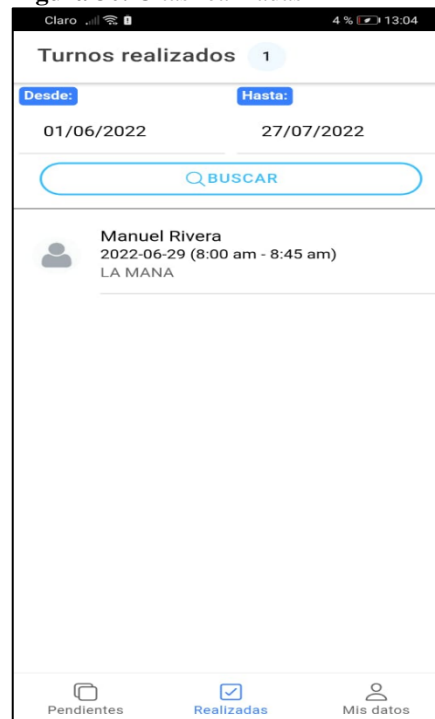 Claro 4 % 13:04
Turnos realizados 1
Desde: Hasta:
01/06/2022 27/07/2022
BUSCAR
Manuel Rivera
2022-06-29 (8:00 am - 8:45 am)
LA MANA
Pendientes Realizadas Mis datos